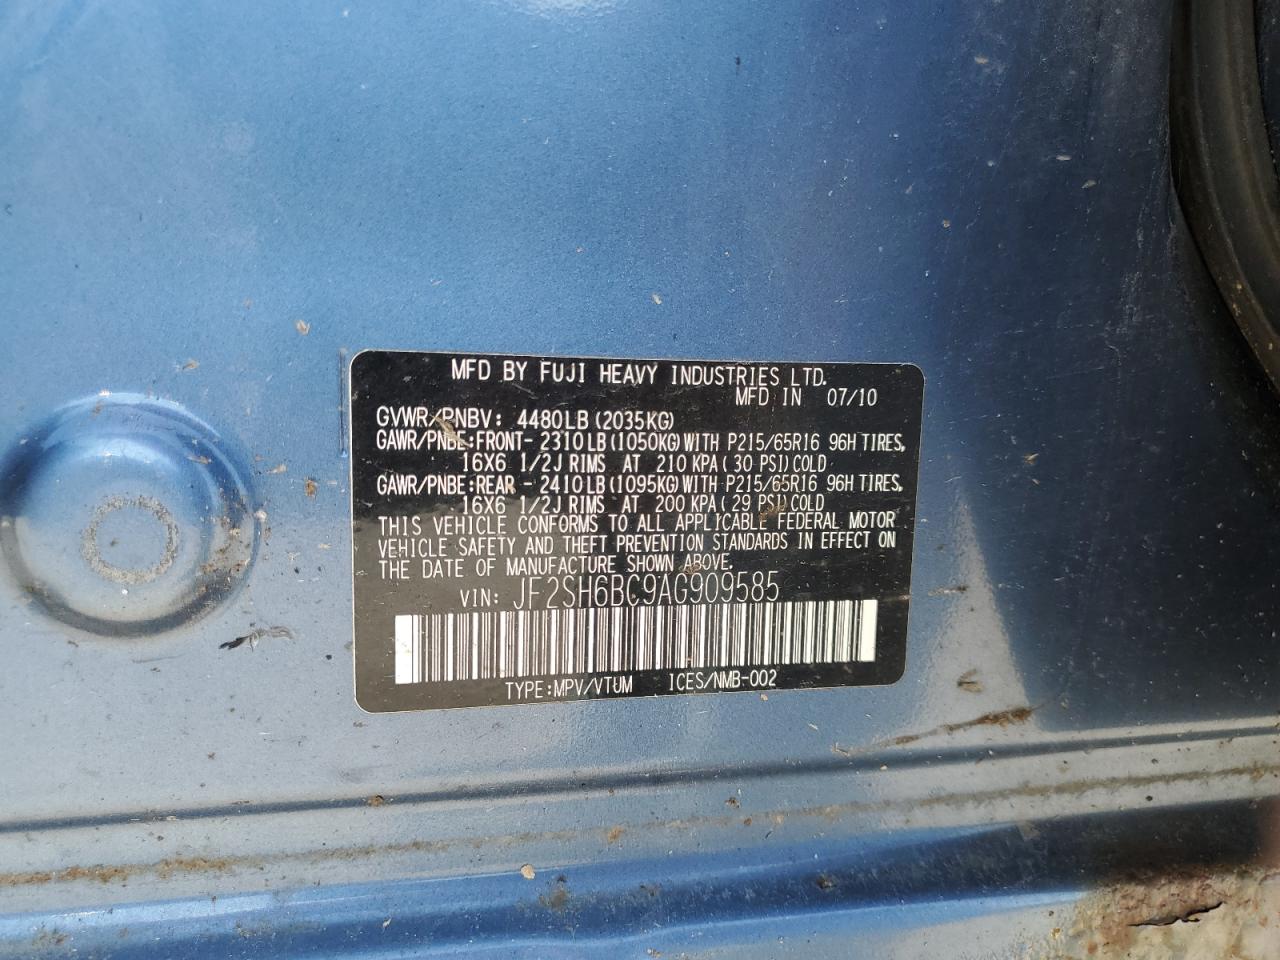 MFD BY FUJI HEAVY INDUSTRIES LTD.
MFD IN 07/10
GVWR/PNBV: 4480LB (2035KG)
GAWR/PNBE:FRONT- 2310LB (1050KG) WITH P215/65R16 96H TIRES,
16X6 1/2J RIMS AT 210 KPA ( 30 PSI) COLD
GAWR/PNBE:REAR - 2410LB (1095KG) WITH P215/65R16 96H TIRES,
16X6 1/2J RIMS AT 200 KPA ( 29 PSI) COLD
THIS VEHICLE CONFORMS TO ALL APPLICABLE FEDERAL MOTOR
VEHICLE SAFETY AND THEFT PREVENTION STANDARDS IN EFFECT ON
THE DATE OF MANUFACTURE SHOWN ABOVE.
VIN: JF2SH6BC9AG909585
TYPE:MPV/VTUM ICES/NMB-002